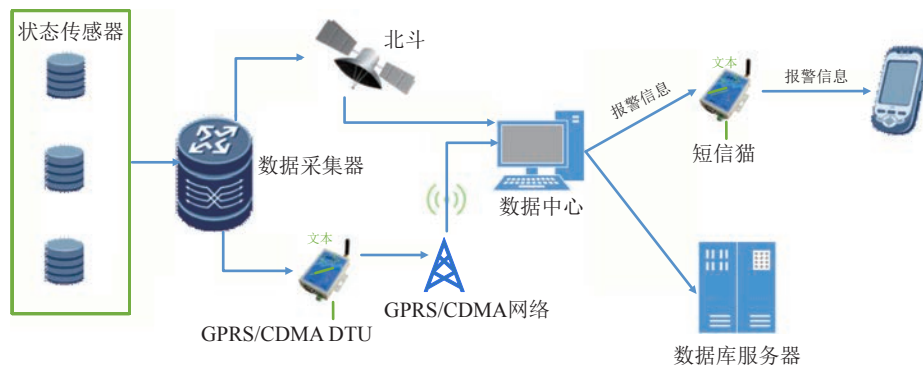 状态传感器
北斗
数据采集器
文本
GPRS/CDMA DTU
GPRS/CDMA网络
数据中心
报警信息
文本
短信猫
报警信息
数据库服务器